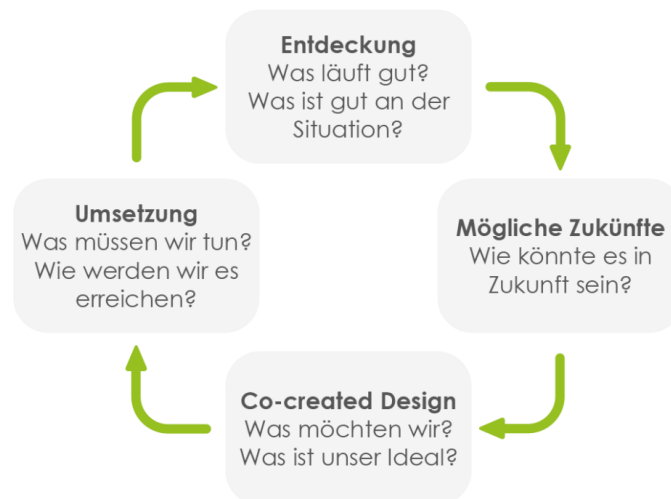 Entdeckung
Was läuft gut?
Was ist gut an der
Situation?
Mögliche Zukünfte
Wie könnte es in
Zukunft sein?
Co-created Design
Was möchten wir?
Was ist unser Ideal?
Umsetzung
Was müssen wir tun?
Wie werden wir es
erreichen?